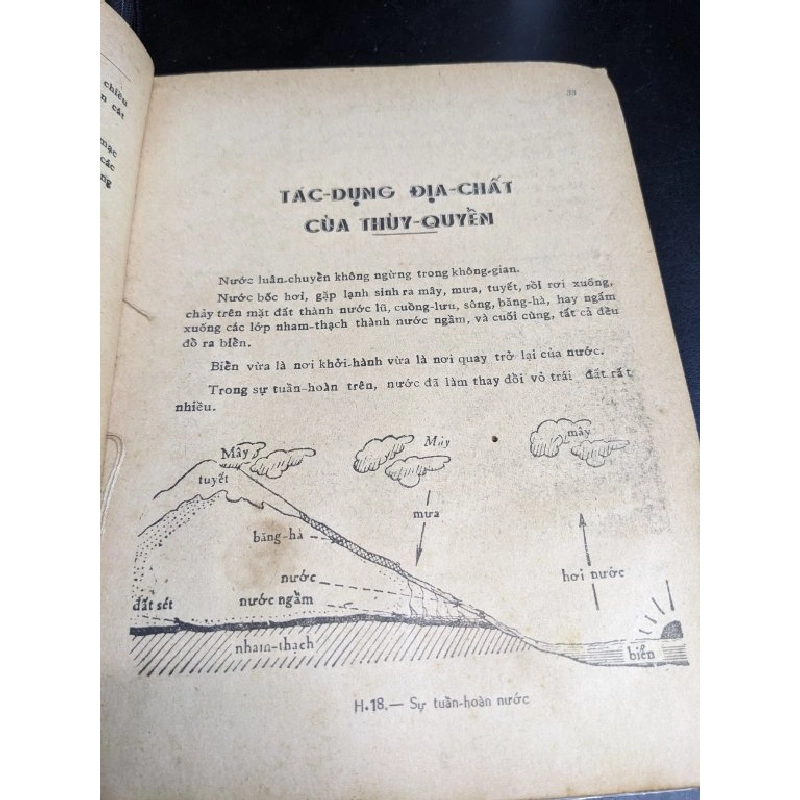 chiều
cát
mạc
các
33
TÁC-DỤNG ĐỊA-CHẤT
CỦA THỦY-QUYỂN
Nước luân-chuyển không ngừng trong không-gian.
Nước bốc hơi, gặp lạnh sinh ra mây, mưa, tuyết, rồi rơi xuống,
chảy trên mặt đất thành nước lũ, cuồng-lưu, sông, băng-hà, hay ngấm
xuống các lớp nham-thạch thành nước ngầm, và cuối cùng, tất cả đều
đổ ra biển.
Biển vừa là nơi khởi-hành vừa là nơi quay trở lại của nước.
Trong sự tuần-hoàn trên, nước đã làm thay đổi vỏ trái đất rất
nhiều.
Mây
Mây
mây
tuyết
mưa
băng-hà
hơi nước
nước
nước ngầm
đất sét
nham-thạch
biển
H.18.— Sự tuần-hoàn nước